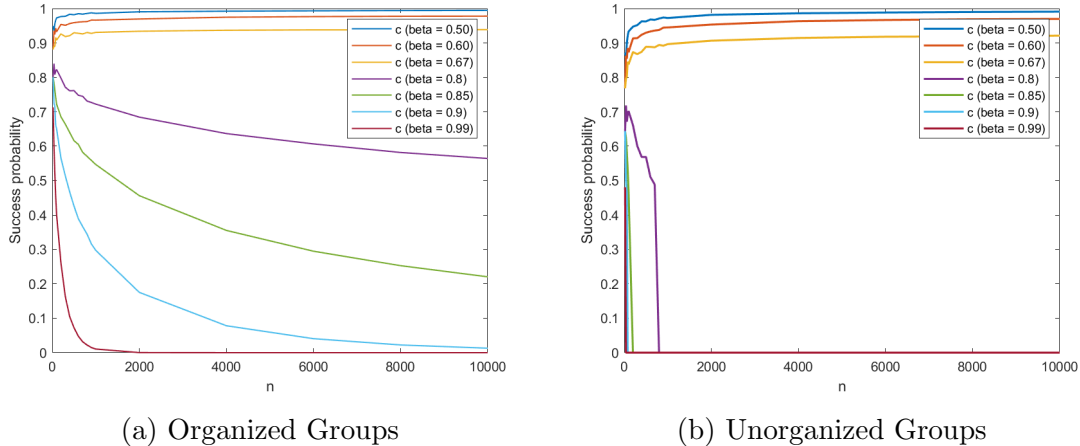 1
0.9
0.8
0.7
0.6
0.5
0.4
0.3
0.2
0.1
0
Success probability
0 2000 4000 6000 8000 10000
n
c (beta = 0.50)
c (beta = 0.60)
c (beta = 0.67)
c (beta = 0.8)
c (beta = 0.85)
c (beta = 0.9)
c (beta = 0.99)
(a) Organized Groups
1
0.9
0.8
0.7
0.6
0.5
0.4
0.3
0.2
0.1
0
Success probability
0 2000 4000 6000 8000 10000
n
c (beta = 0.50)
c (beta = 0.60)
c (beta = 0.67)
c (beta = 0.8)
c (beta = 0.85)
c (beta = 0.9)
c (beta = 0.99)
(b) Unorganized Groups